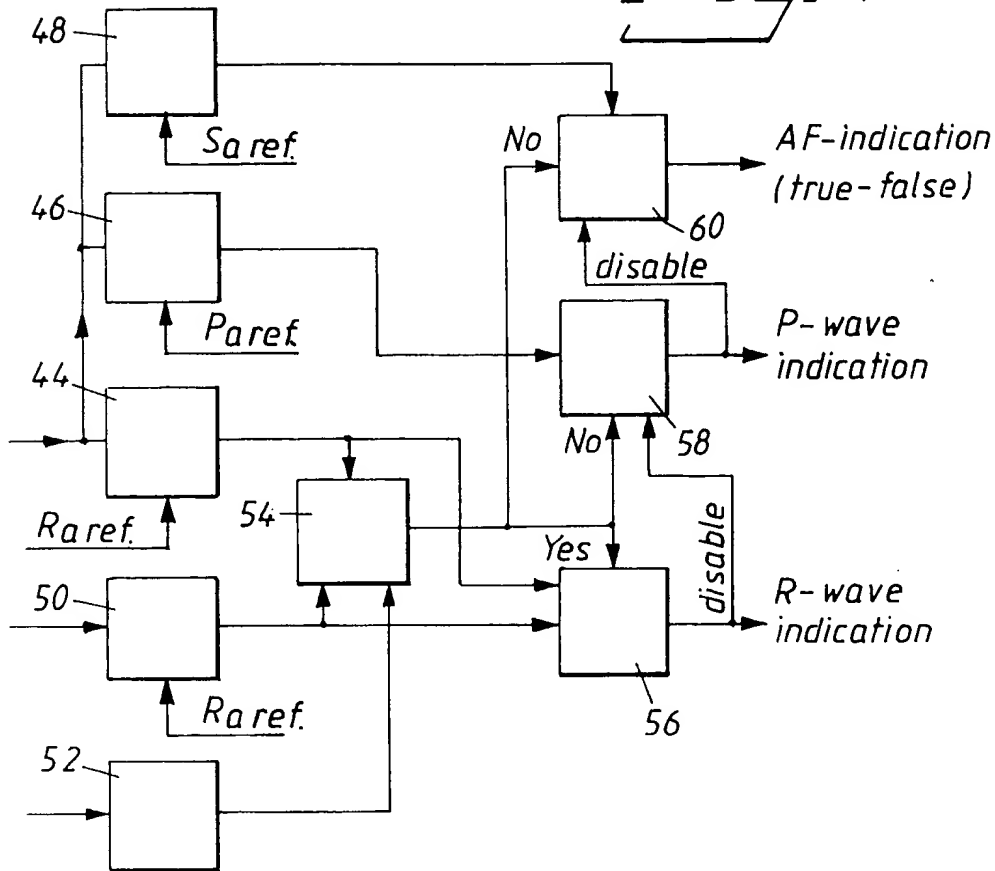 48
Sa ref.
No
AF-indication
(true-false)
46
60
disable
Pa ref.
P-wave
indication
44
58
No
Ra ref.
54
Yes
disable
50
R-wave
indication
Ra ref.
56
52